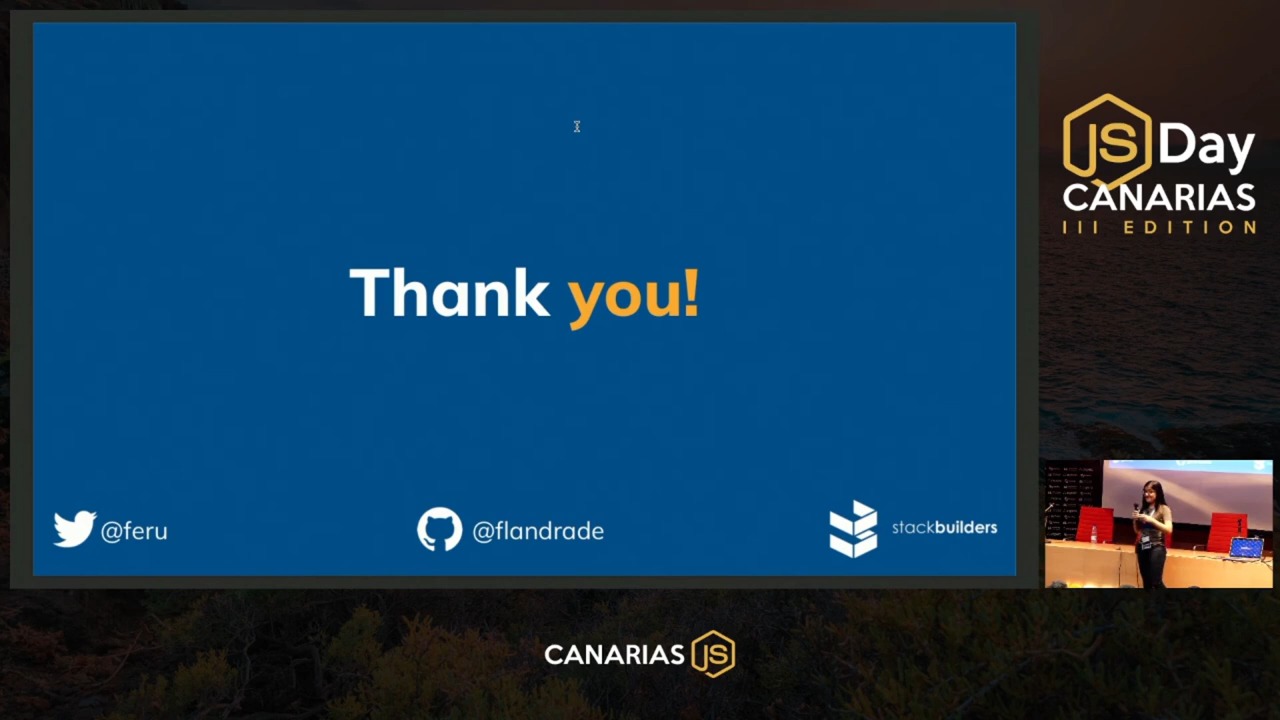 Thank you!
@feru
@flandrade
stackbuilders
JS Day
CANARIAS
III EDITION
CANARIAS JS